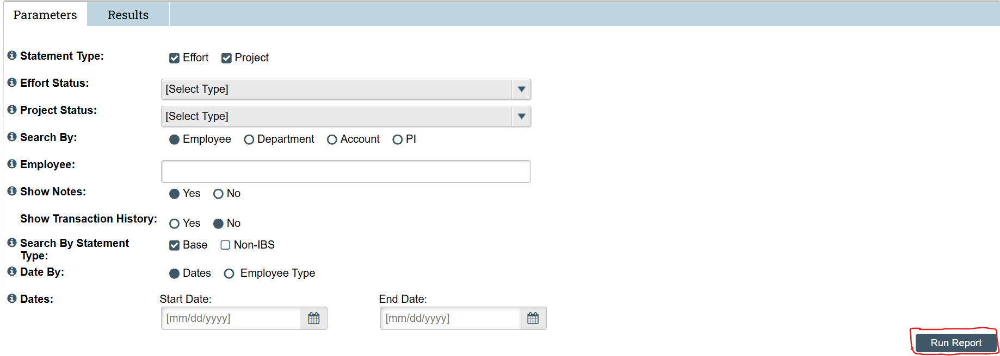 Parameters Results
Statement Type: Effort Project
Effort Status: [Select Type]
Project Status: [Select Type]
Search By: Employee Department Account PI
Employee:
Show Notes: Yes No
Show Transaction History: Yes No
Search By Statement Type: Base Non-IBS
Date By: Dates Employee Type
Dates: Start Date: End Date:
[mm/dd/yyyy] [mm/dd/yyyy]
Run Report